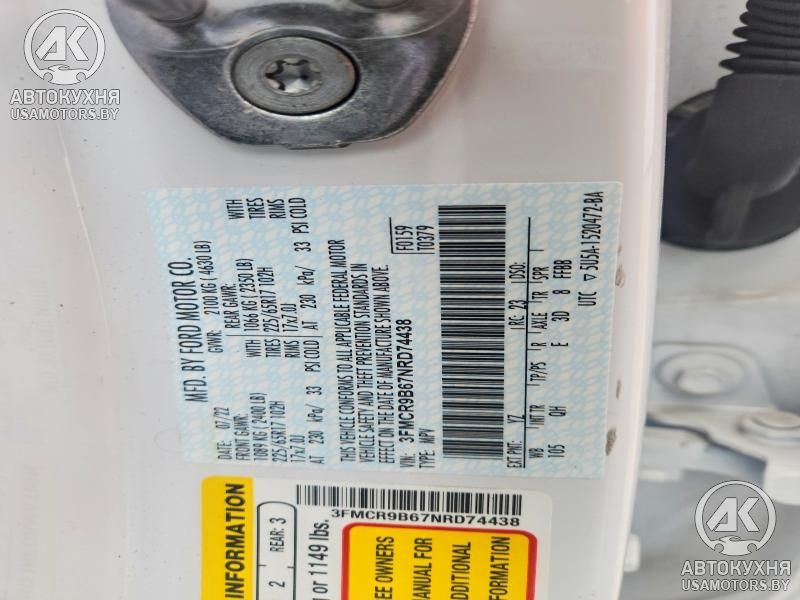 AK
АВТОКУХНЯ
USAMOTORS.BY
MFD. BY FORD MOTOR CO.
DATE: 07/22
GVWR: 2100KG (4630 LB)
FRONT GAWR:
1089 KG (2400 LB)
225/65R17 102H
17x7.0J
AT 230 kPa/ 33 PSI COLD
REAR GAWR:
1066 KG (2350 LB)
225/65R17 102H
17x7.0J
AT 230 kPa/ 33 PSI COLD
WITH
TIRES
RIMS
WITH
TIRES
RIMS
THIS VEHICLE CONFORMS TO ALL APPLICABLE FEDERAL MOTOR
VEHICLE SAFETY AND THEFT PREVENTION STANDARDS IN
EFFECT ON THE DATE OF MANUFACTURE SHOWN ABOVE.
VIN: 3FMCR9B67NRD74438
TYPE: MPV
F0159
T0379
EXT PNT: YZ
RC: 23
DSO:
WB INT TR TP/PS R AXLE TR SPR
105 QH E 3D 8 FFBB
UTC ▽5U5A-1520472-BA
3FMCR9B67NRD74438
INFORMATION
2 REAR: 3
or 1149 lbs.
EE OWNERS
MANUAL FOR
ADDITIONAL
NFORMATION
AK
АВТОКУХНЯ
USAMOTORS.BY